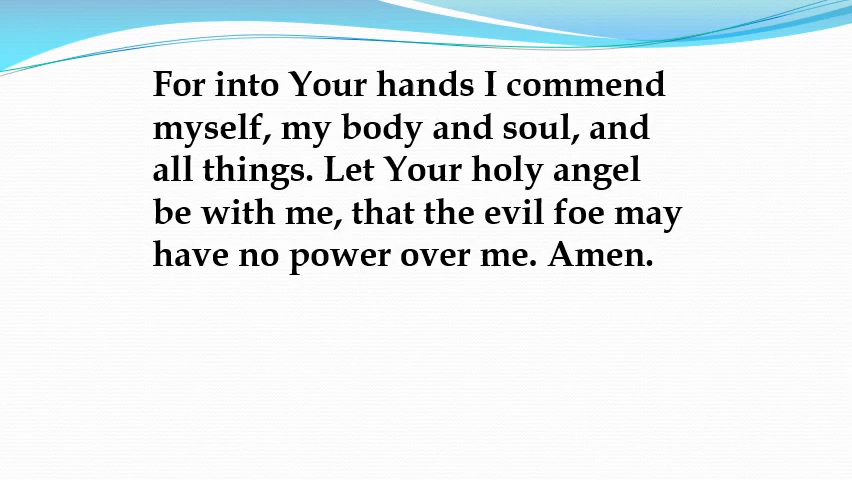 For into Your hands I commend
myself, my body and soul, and
all things. Let Your holy angel
be with me, that the evil foe may
have no power over me. Amen.